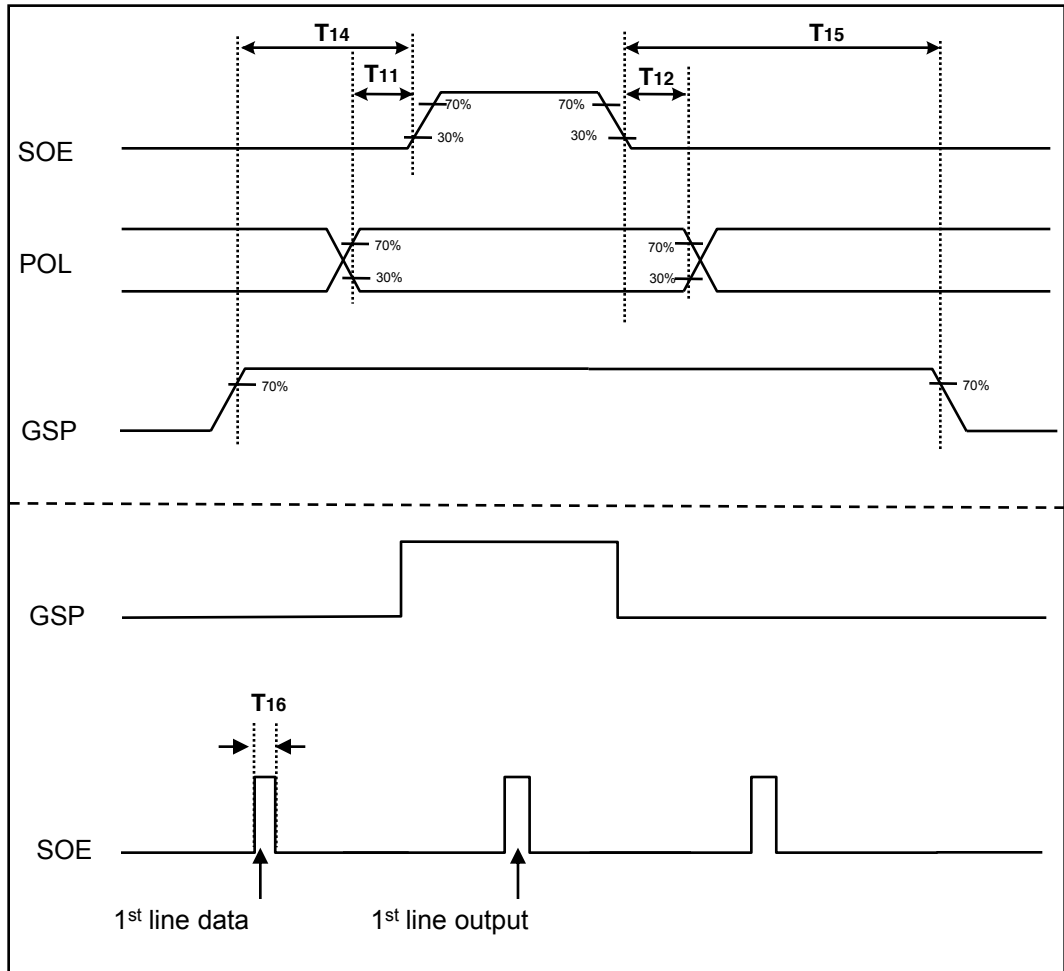 T14 T15
T11 T12
70% 70%
SOE 30% 30%
POL 70% 70%
30% 30%
GSP 70% 70%
GSP
T16
SOE
1st line data 1st line output